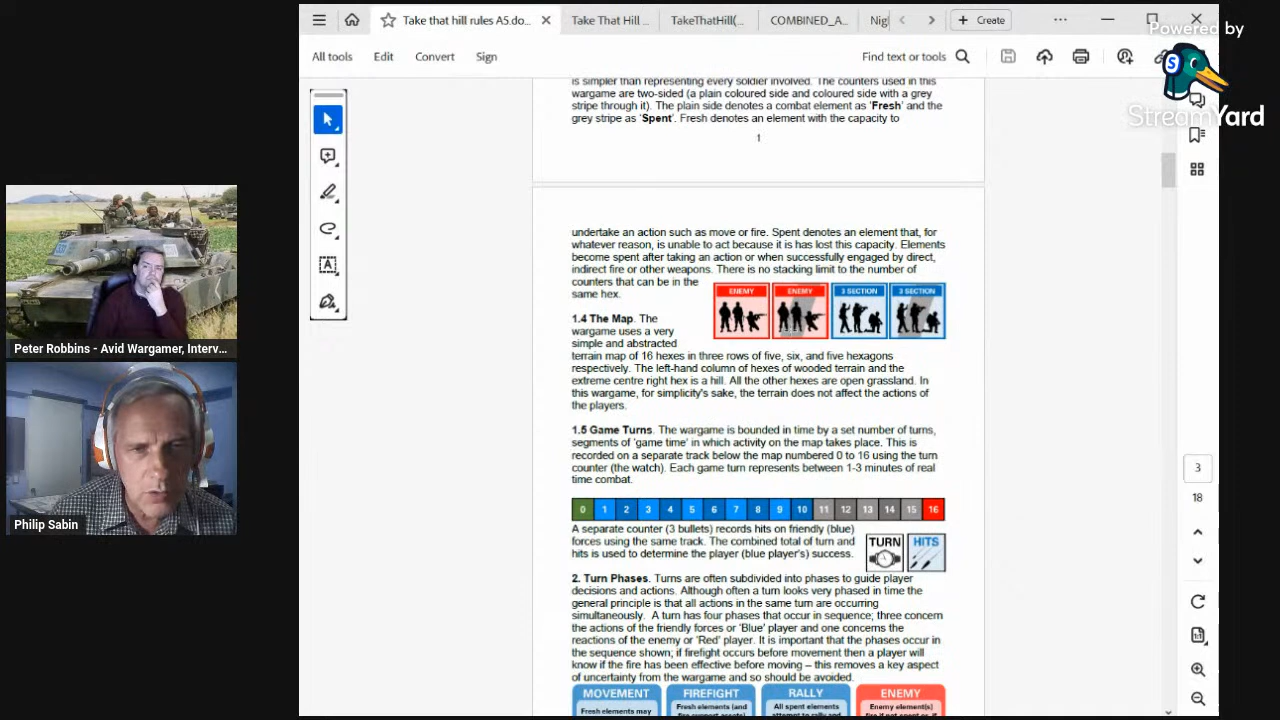 Take that hill rules A5.do...
Take That Hill ...
TakeThatHill(...
COMBINED_A...
Nig
Create
Powered by
StreamYard
All tools
Edit
Convert
Sign
Find text or tools
is simpler than representing every soldier involved. The counters used in this
wargame are two-sided (a plain coloured side and coloured side with a grey
stripe through it). The plain side denotes a combat element as 'Fresh' and the
grey stripe as 'Spent'. Fresh denotes an element with the capacity to
1
undertake an action such as move or fire. Spent denotes an element that, for
whatever reason, is unable to act because it is has lost this capacity. Elements
become spent after taking an action or when successfully engaged by direct,
indirect fire or other weapons. There is no stacking limit to the number of
counters that can be in the
same hex.
ENEMY
ENEMY
3 SECTION
3 SECTION
1.4 The Map. The
wargame uses a very
simple and abstracted
terrain map of 16 hexes in three rows of five, six, and five hexagons
respectively. The left-hand column of hexes of wooded terrain and the
extreme centre right hex is a hill. All the other hexes are open grassland. In
this wargame, for simplicity's sake, the terrain does not affect the actions of
the players.
1.5 Game Turns. The wargame is bounded in time by a set number of turns,
segments of 'game time' in which activity on the map takes place. This is
recorded on a separate track below the map numbered 0 to 16 using the turn
counter (the watch). Each game turn represents between 1-3 minutes of real
time combat.
0 1 2 3 4 5 6 7 8 9 10 11 12 13 14 15 16
A separate counter (3 bullets) records hits on friendly (blue)
forces using the same track. The combined total of turn and
hits is used to determine the player (blue player's) success.
TURN
HITS
2. Turn Phases. Turns are often subdivided into phases to guide player
decisions and actions. Although often a turn looks very phased in time the
general principle is that all actions in the same turn are occurring
simultaneously. A turn has four phases that occur in sequence; three concern
the actions of the friendly forces or 'Blue' player and one concerns the
reactions of the enemy or 'Red' player. It is important that the phases occur in
the sequence shown; if firefight occurs before movement then a player will
know if the fire has been effective before moving – this removes a key aspect
of uncertainty from the wargame and so should be avoided.
MOVEMENT
Fresh elements may
FIREFIGHT
Fresh elements (and
RALLY
All spent elements
attempt to rally and
ENEMY
Enemy element(s)
3
18
Peter Robbins - Avid Wargamer, Interv...
Philip Sabin